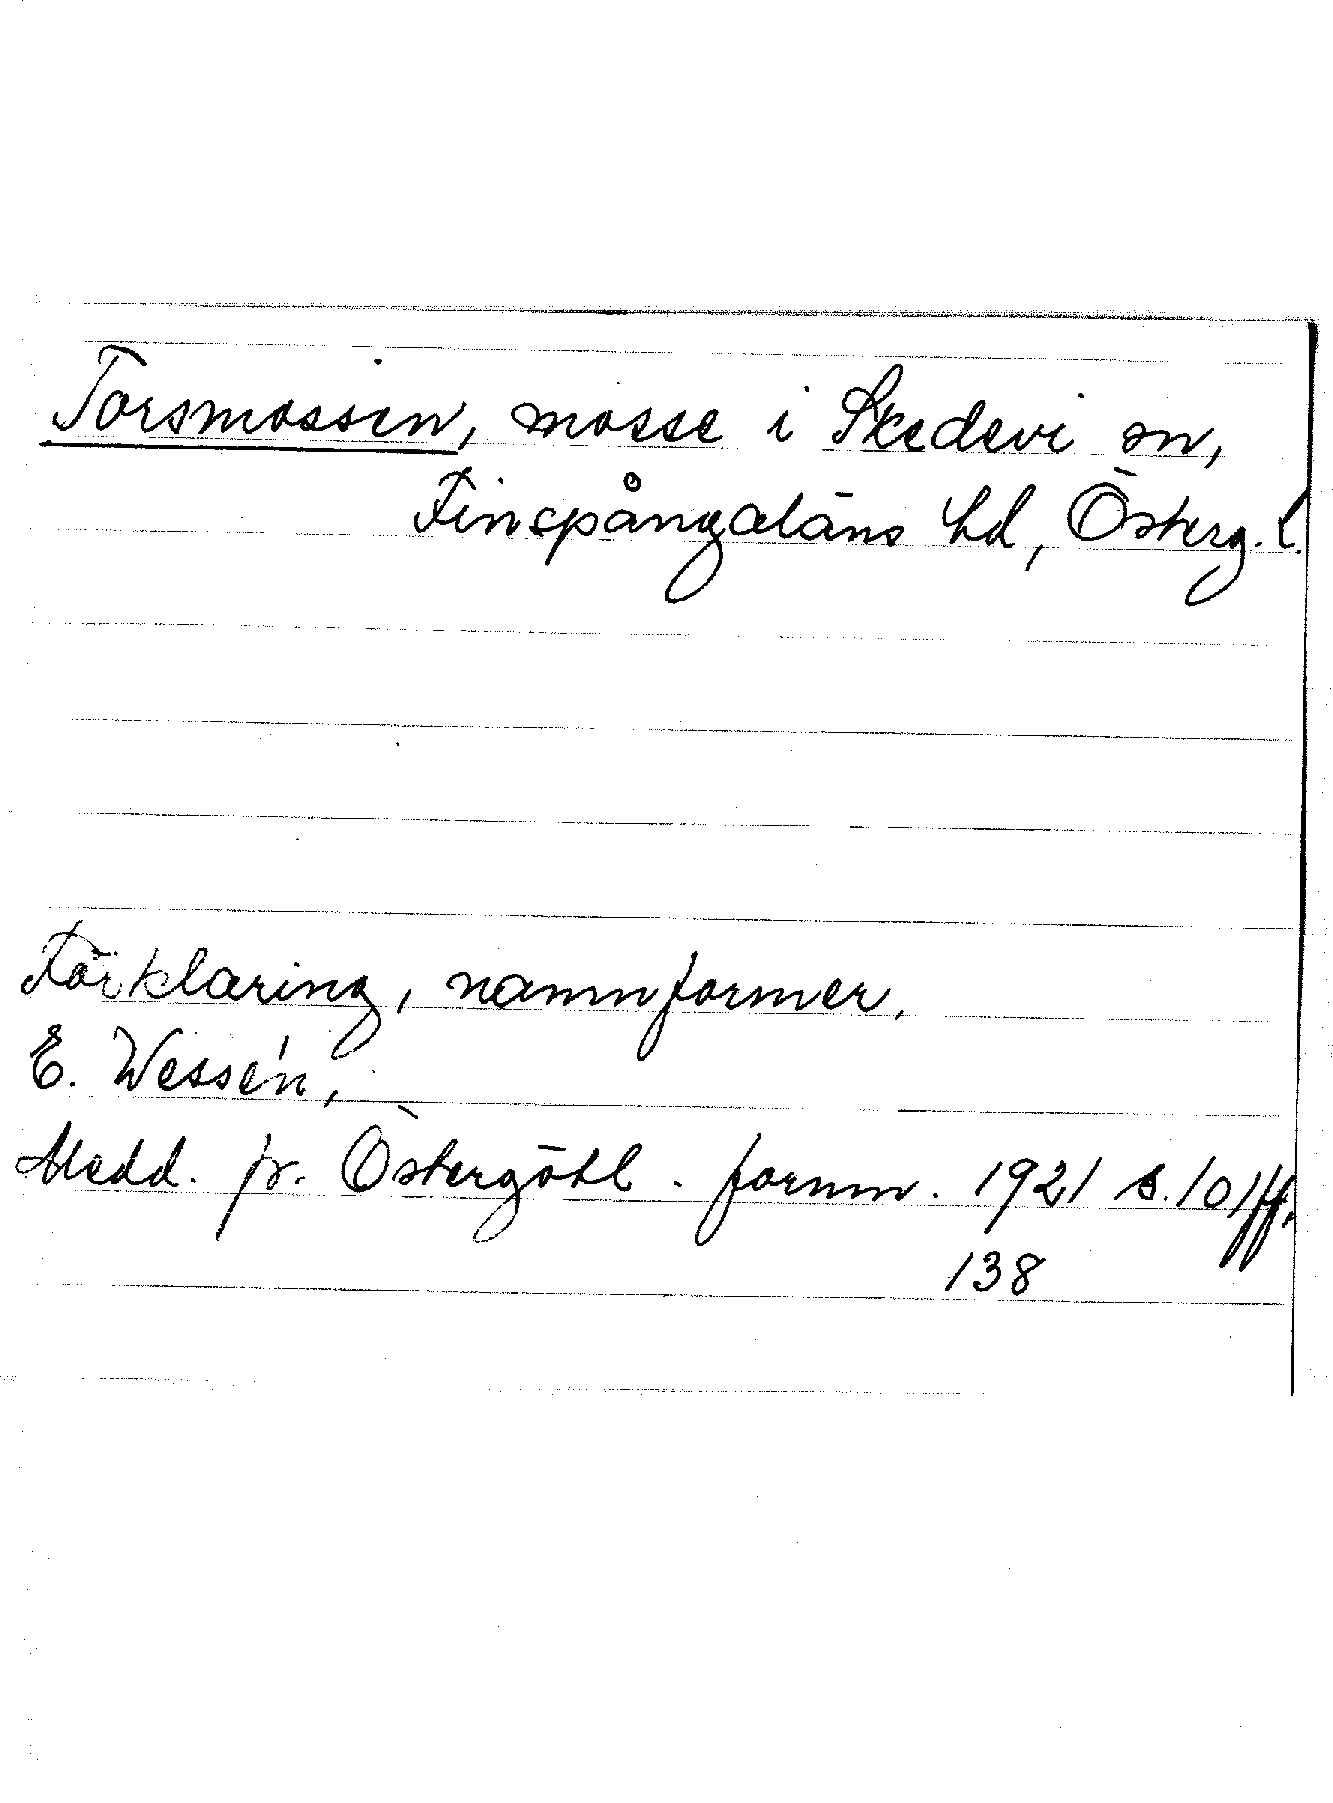 Torsmossen, mosse i Skedevi sn,
Finspångaläns hd, Österg. l.
Förklaring, namnformer.
E. Wessén,
Medd. fr. Östergötl. fornm. 1921 s. 10 ff.
138